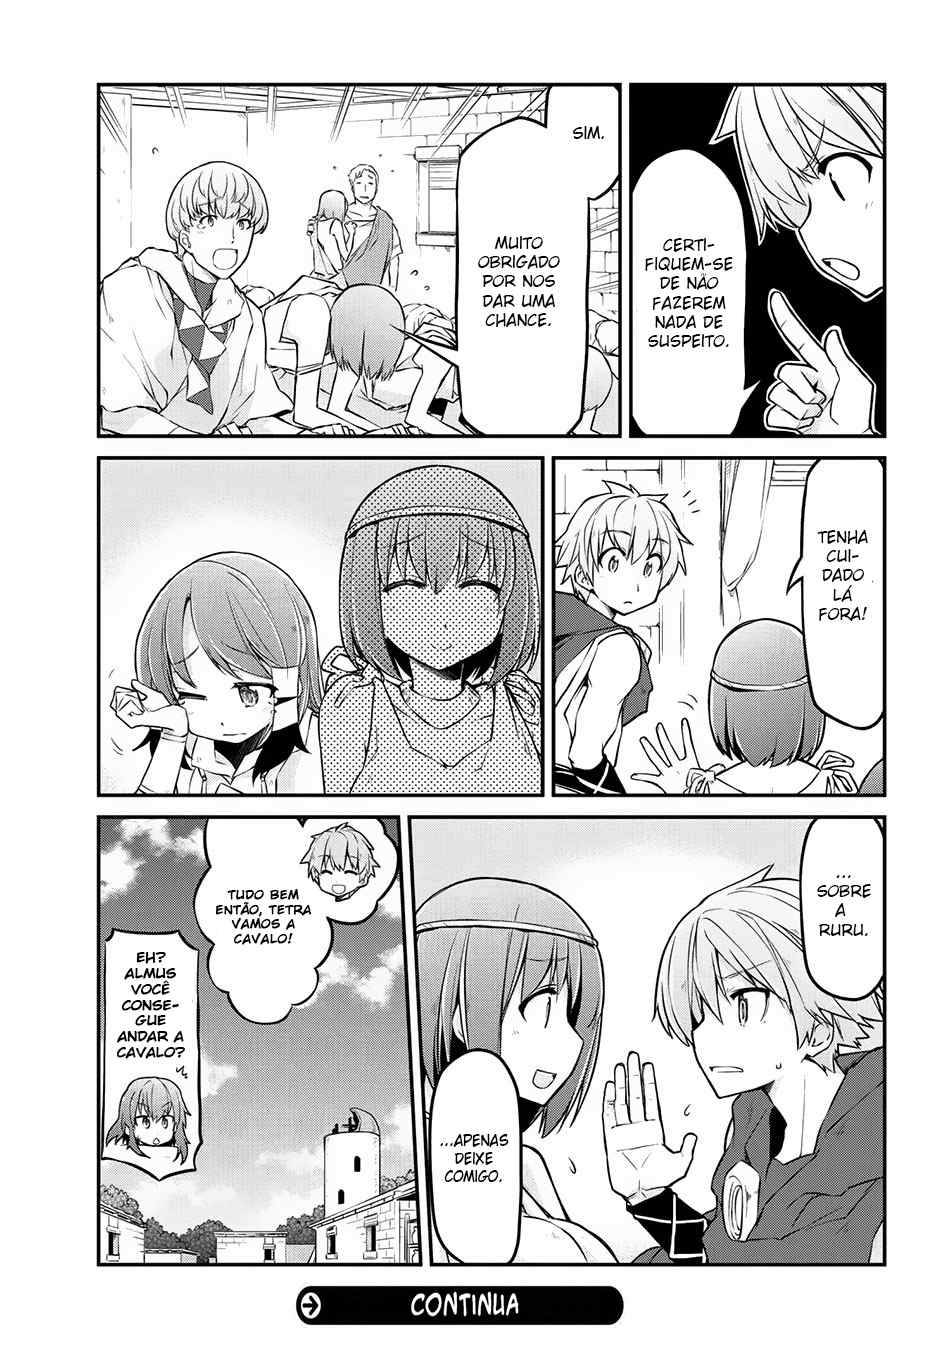 CERTI-
FIQUEM-SE
DE NÃO
FAZEREM
NADA DE
SUSPEITO.
SIM.
MUITO
OBRIGADO
POR NOS
DAR UMA
CHANCE.
TENHA
CUI-
DADO
LÁ
FORA!
...
SOBRE
A
RURU.
...APENAS
DEIXE
COMIGO.
TUDO BEM
ENTÃO, TETRA
VAMOS A
CAVALO!
EH?
ALMUS
VOCÊ
CONSE-
GUE
ANDAR A
CAVALO?
CONTINUA